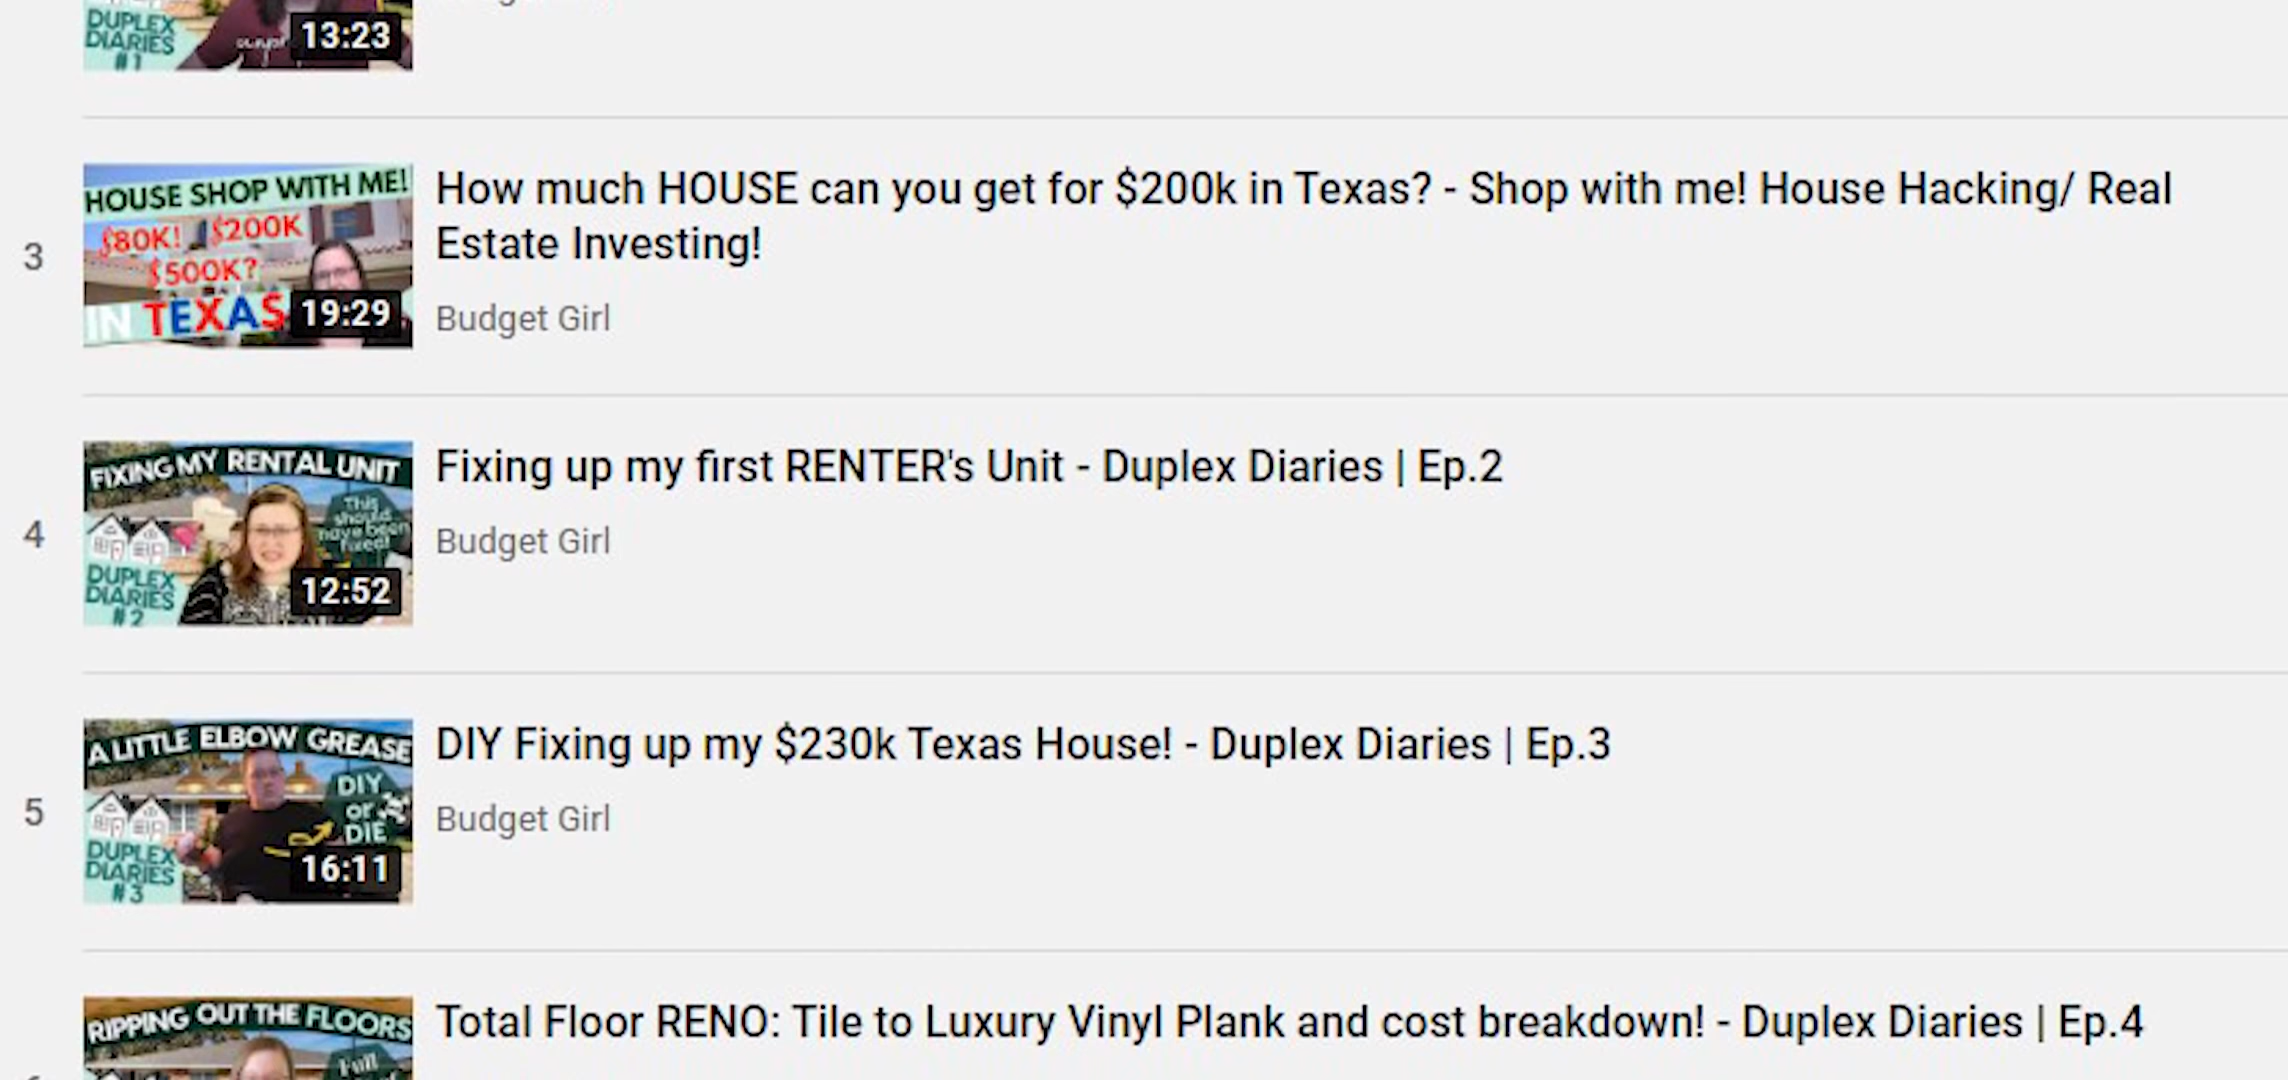 DUPLEX
DIARIES
#1
13:23
3
HOUSE SHOP WITH ME!
$80K! $200K
$500K?
IN TEXAS
19:29
How much HOUSE can you get for $200k in Texas? - Shop with me! House Hacking/ Real
Estate Investing!
Budget Girl
4
FIXING MY RENTAL UNIT
This
should
have been
fixed!
DUPLEX
DIARIES
#2
12:52
Fixing up my first RENTER's Unit - Duplex Diaries | Ep.2
Budget Girl
5
A LITTLE ELBOW GREASE
DIY
or
DIE
DUPLEX
DIARIES
#3
16:11
DIY Fixing up my $230k Texas House! - Duplex Diaries | Ep.3
Budget Girl
RIPPING OUT THE FLOORS
Full
Total Floor RENO: Tile to Luxury Vinyl Plank and cost breakdown! - Duplex Diaries | Ep.4